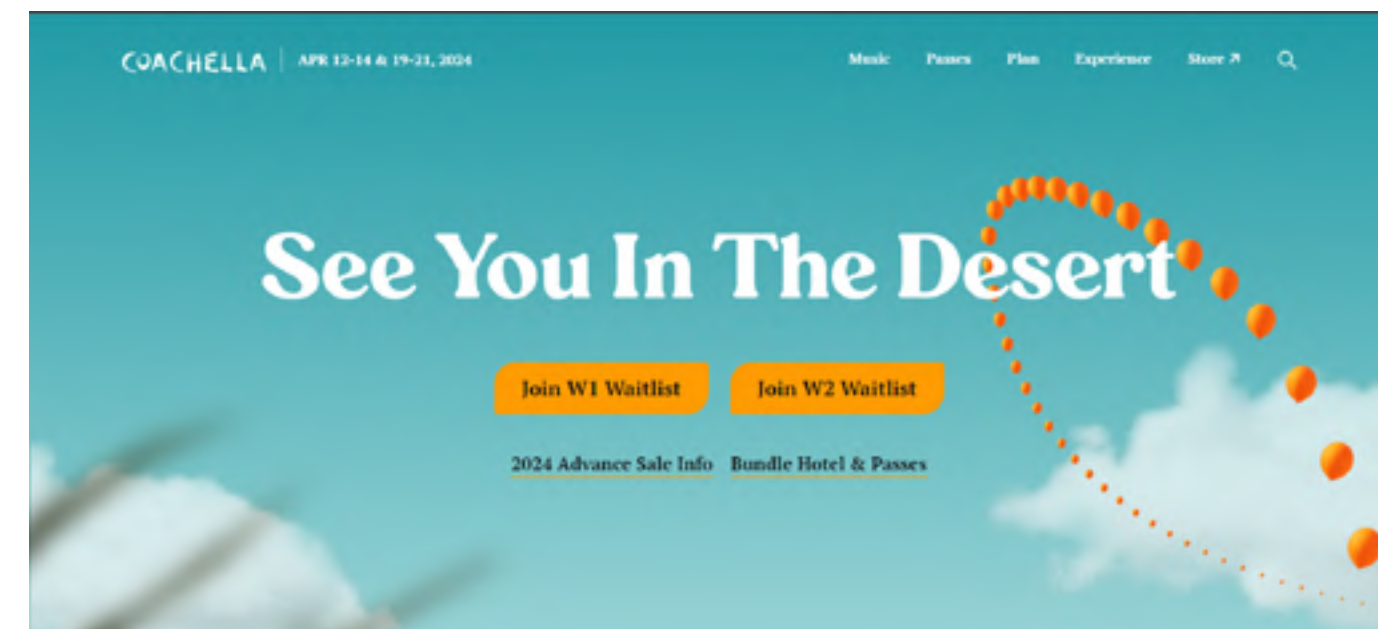 COACHELLA APR 12-14 & 19-21, 2024 Music Passes Plan Experience Store ↗
See You In The Desert
Join W1 Waitlist Join W2 Waitlist
2024 Advance Sale Info Bundle Hotel & Passes